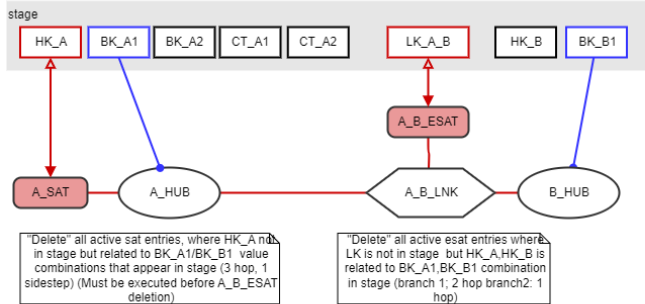 stage
HK_A
BK_A1
BK_A2
CT_A1
CT_A2
LK_A_B
HK_B
BK_B1
A_B_ESAT
A_SAT
A_HUB
A_B_LNK
B_HUB
"Delete" all active sat entries, where HK_A not
in stage but related to BK_A1/BK_B1 value
combinations that appear in stage (3 hop, 1
sidestep) (Must be executed before A_B_ESAT
deletion)
"Delete" all active esat entries where
LK is not in stage but HK_A,HK_B is
related to BK_A1,BK_B1 combination
in stage (branch 1; 2 hop branch2: 1
hop)